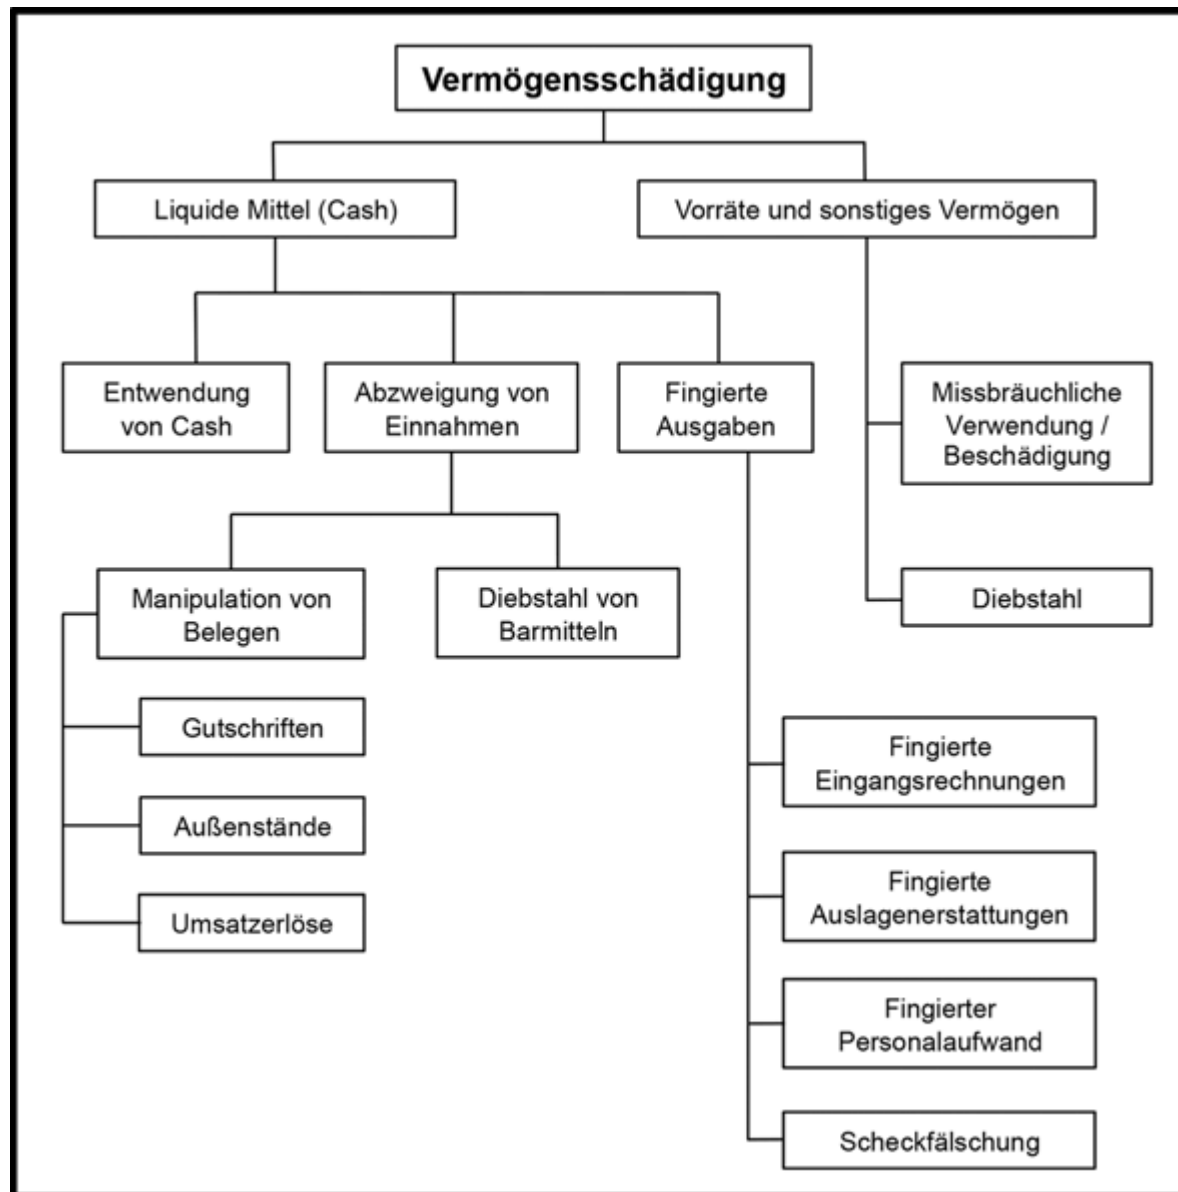 Vermögensschädigung
Liquide Mittel (Cash)
Vorräte und sonstiges Vermögen
Entwendung
von Cash
Abzweigung von
Einnahmen
Fingierte
Ausgaben
Missbräuchliche
Verwendung /
Beschädigung
Manipulation von
Belegen
Diebstahl von
Barmitteln
Diebstahl
Gutschriften
Außenstände
Umsatzerlöse
Fingierte
Eingangsrechnungen
Fingierte
Auslagenerstattungen
Fingierter
Personalaufwand
Scheckfälschung